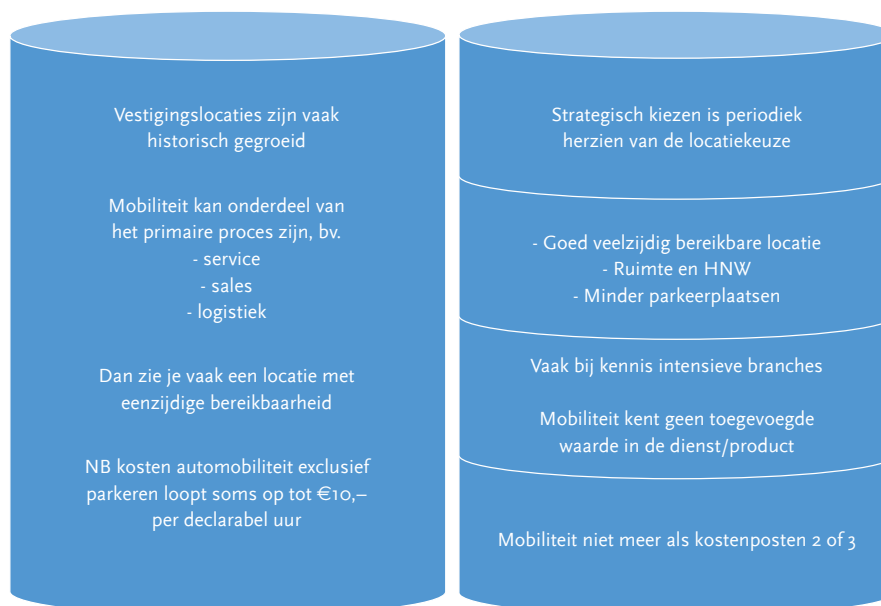 Vestigingslocaties zijn vaak
historisch gegroeid
Mobiliteit kan onderdeel van
het primaire proces zijn, bv.
- service
- sales
- logistiek
Dan zie je vaak een locatie met
eenzijdige bereikbaarheid
NB kosten automobiliteit exclusief
parkeren loopt soms op tot €10,–
per declarabel uur
Strategisch kiezen is periodiek
herzien van de locatiekeuze
- Goed veelzijdig bereikbare locatie
- Ruimte en HNW
- Minder parkeerplaatsen
Vaak bij kennis intensieve branches
Mobiliteit kent geen toegevoegde
waarde in de dienst/product
Mobiliteit niet meer als kostenposten 2 of 3